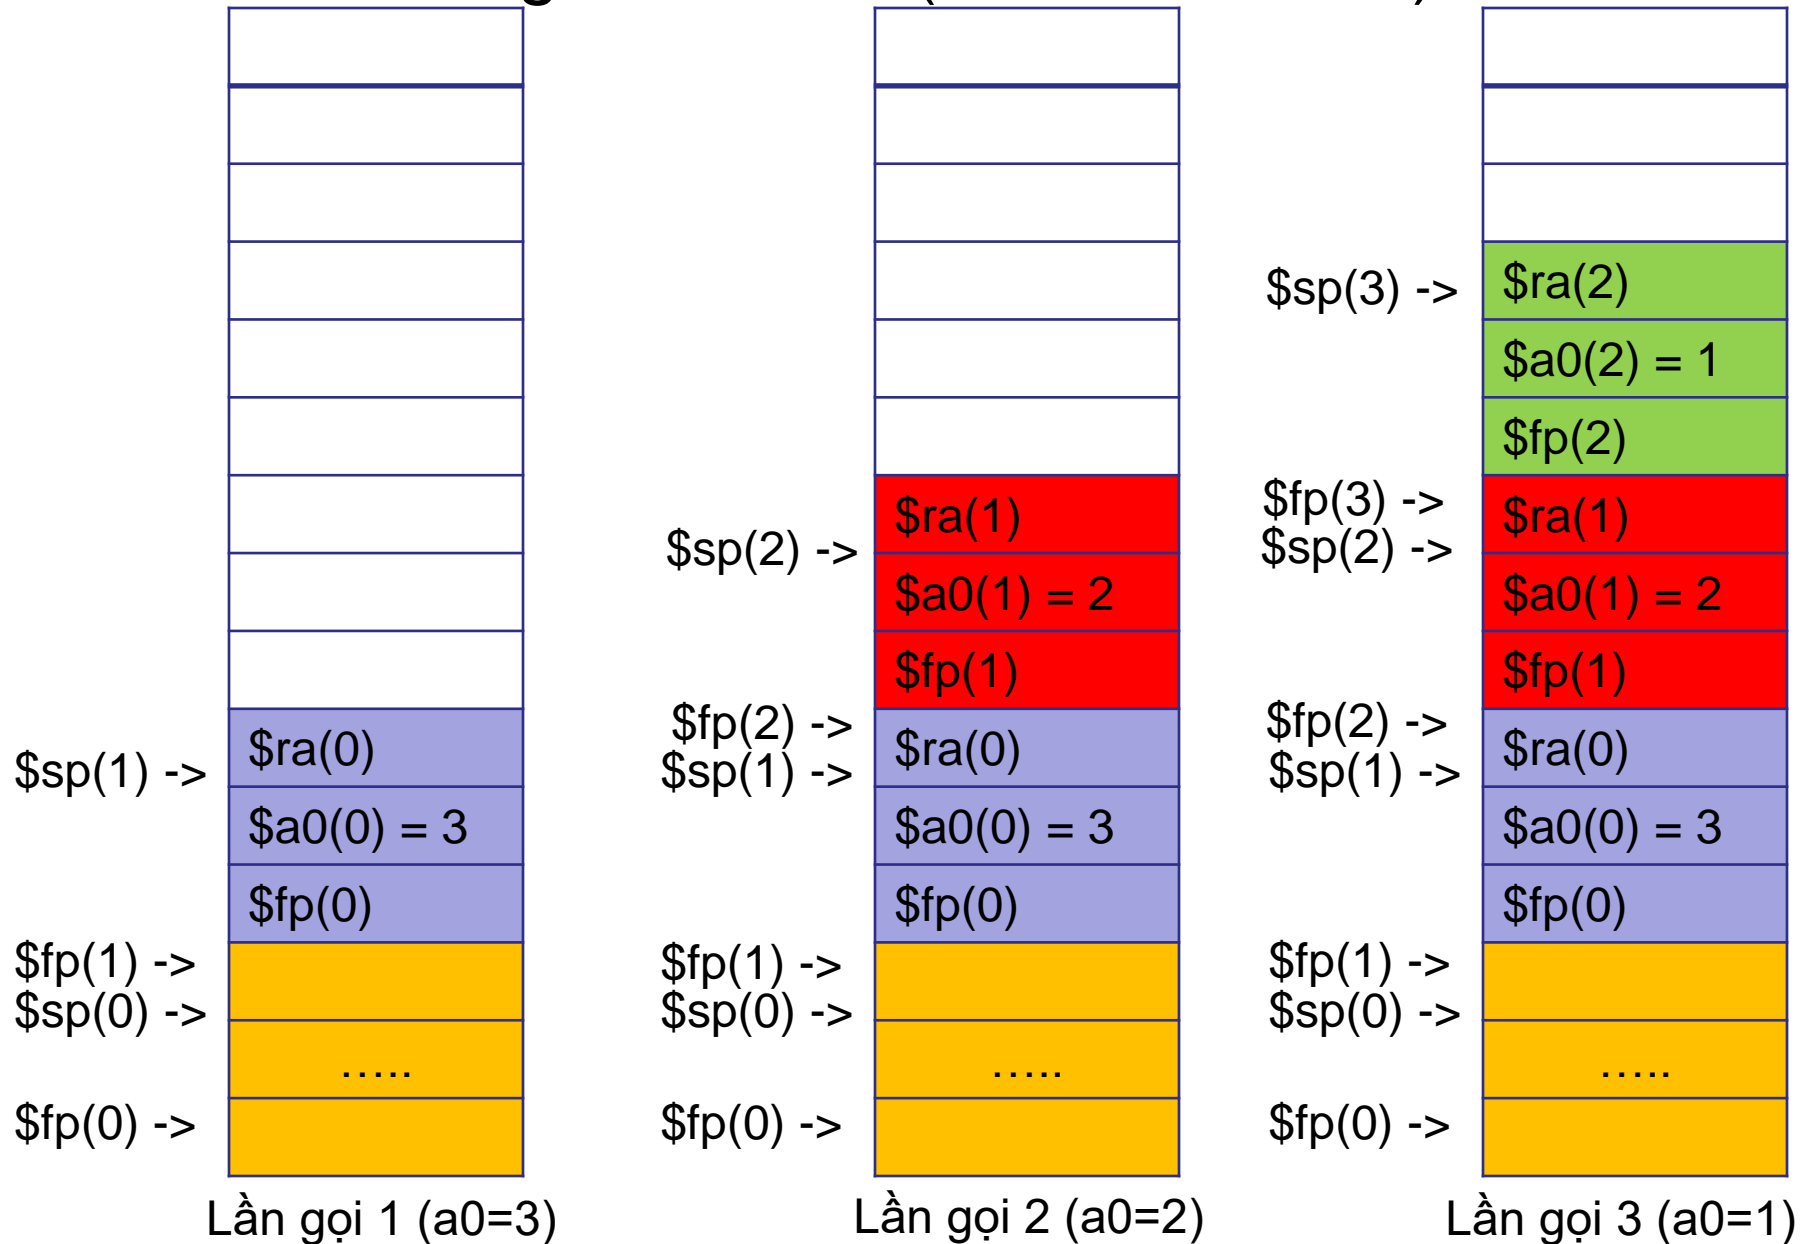 $sp(1) ->
$ra(0)
$a0(0) = 3
$fp(0)
$fp(1) ->
$sp(0) ->
…..
$fp(0) ->
Lần gọi 1 (a0=3)
$sp(2) ->
$ra(1)
$a0(1) = 2
$fp(1)
$fp(2) ->
$sp(1) ->
$ra(0)
$a0(0) = 3
$fp(0)
$fp(1) ->
$sp(0) ->
…..
$fp(0) ->
Lần gọi 2 (a0=2)
$sp(3) ->
$ra(2)
$a0(2) = 1
$fp(2)
$fp(3) ->
$sp(2) ->
$ra(1)
$a0(1) = 2
$fp(1)
$fp(2) ->
$sp(1) ->
$ra(0)
$a0(0) = 3
$fp(0)
$fp(1) ->
$sp(0) ->
…..
$fp(0) ->
Lần gọi 3 (a0=1)